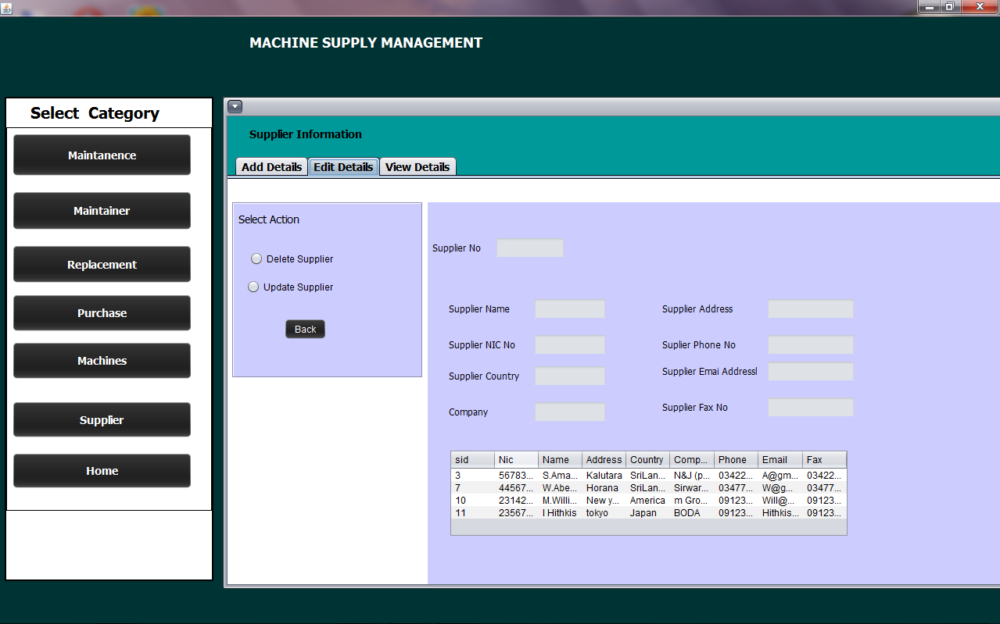 MACHINE SUPPLY MANAGEMENT
Select Category
Maintanence
Maintainer
Replacement
Purchase
Machines
Supplier
Home
Supplier Information
Add Details Edit Details View Details
Select Action
Delete Supplier
Update Supplier
Back
Supplier No
Supplier Name Supplier Address
Supplier NIC No Suplier Phone No
Supplier Country Supplier Emai Addressl
Company Supplier Fax No
sid Nic Name Address Country Comp... Phone Email Fax
3 56783... S.Ama... Kalutara SriLan... N&J (p... 03422... A@gm... 03422...
7 44567... W.Abe... Horana SriLan... Sirwar... 03477... W@g... 03477...
10 23142... M.Willi... New y... America m Gro... 09123... Will@... 09123...
11 23567... I Hithkis tokyo Japan BODA 09123... Hithkis... 09123...